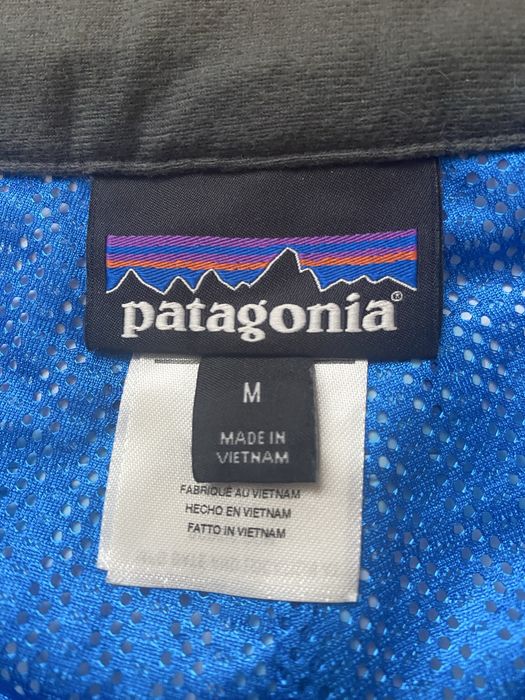 patagonia®
M
MADE IN
VIETNAM
FABRIQUÉ AU VIETNAM
HECHO EN VIETNAM
FATTO IN VIETNAM